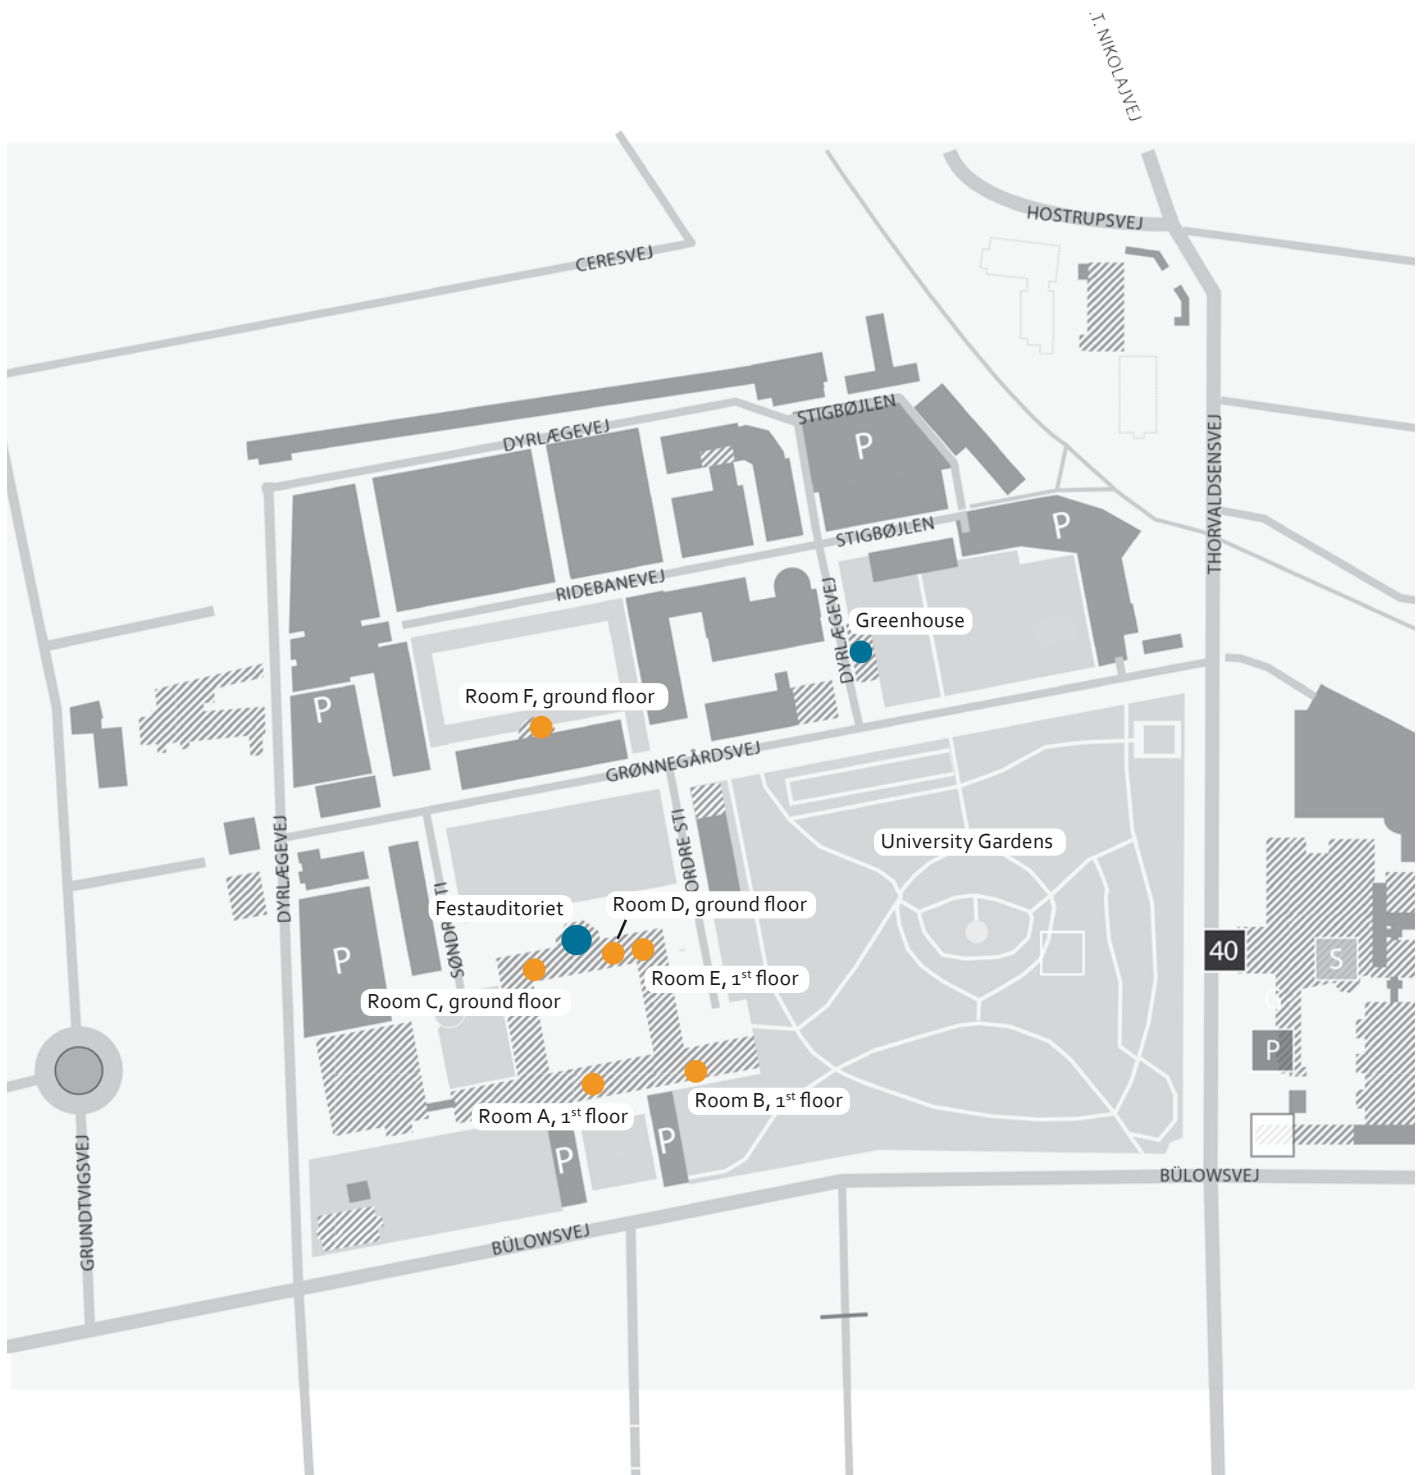 .T. NIKOLAJVEJ
HOSTRUPSVEJ
CERESVEJ
STIGBØJLEN
DYRLÆGEVEJ
P
THORVALDSENSVEJ
P
STIGBØJLEN
RIDEBANEVEJ
DYRLÆGEVEJ
Greenhouse
Room F, ground floor
P
GRØNNEGÅRDSVEJ
DYRLÆGEVEJ
ORDRE STI
University Gardens
SØNDR TI
Festauditoriet
Room D, ground floor
P
40
S
Room E, 1st floor
Room C, ground floor
G
P
Room B, 1st floor
Room A, 1st floor
P
P
GRUNDTVIGSVEJ
BÜLOWSVEJ
BÜLOWSVEJ